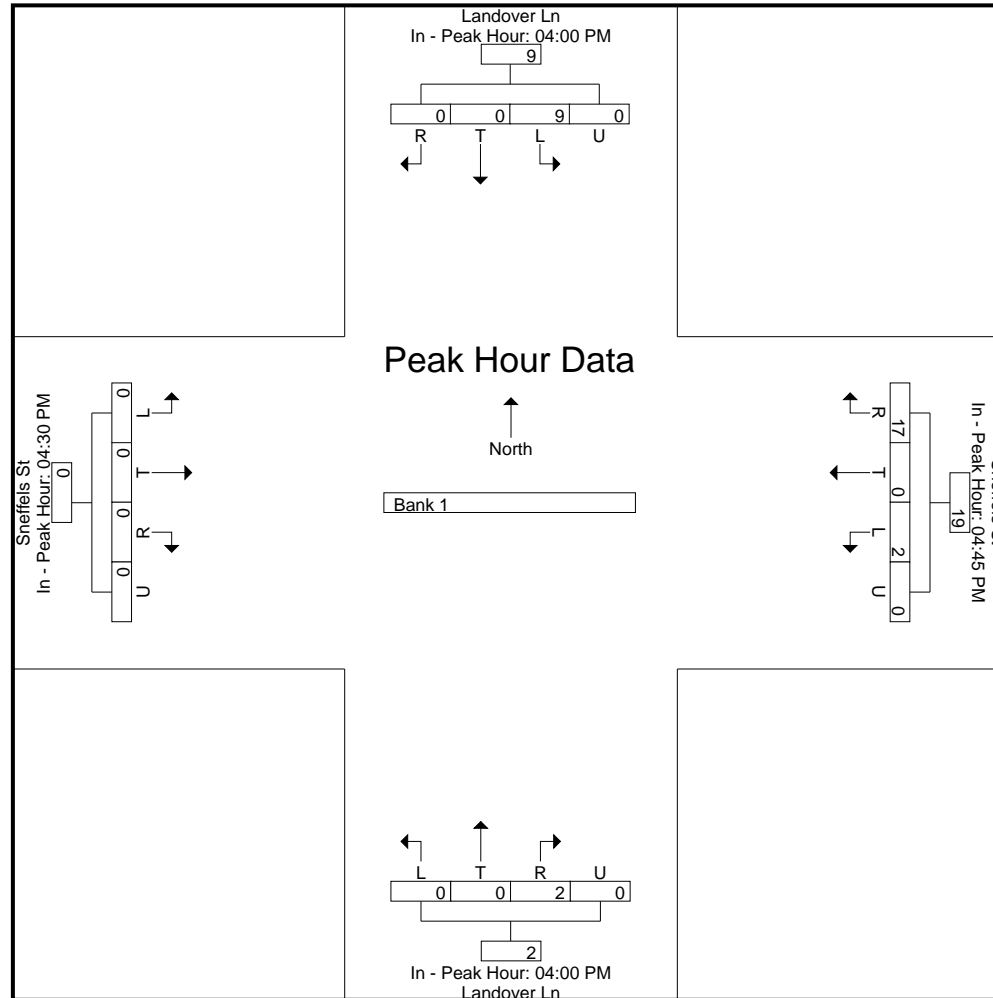 Landover Ln
In - Peak Hour: 04:00 PM
9
0 0 9 0
R T L U
Peak Hour Data
North
Bank 1
Sneffels St
In - Peak Hour: 04:30 PM
0
0 0 0 0
L T R U
In - Peak Hour: 04:45 PM
19
17 0 2 0
R T L U
L T R U
0 0 2 0
2
In - Peak Hour: 04:00 PM
Landover Ln